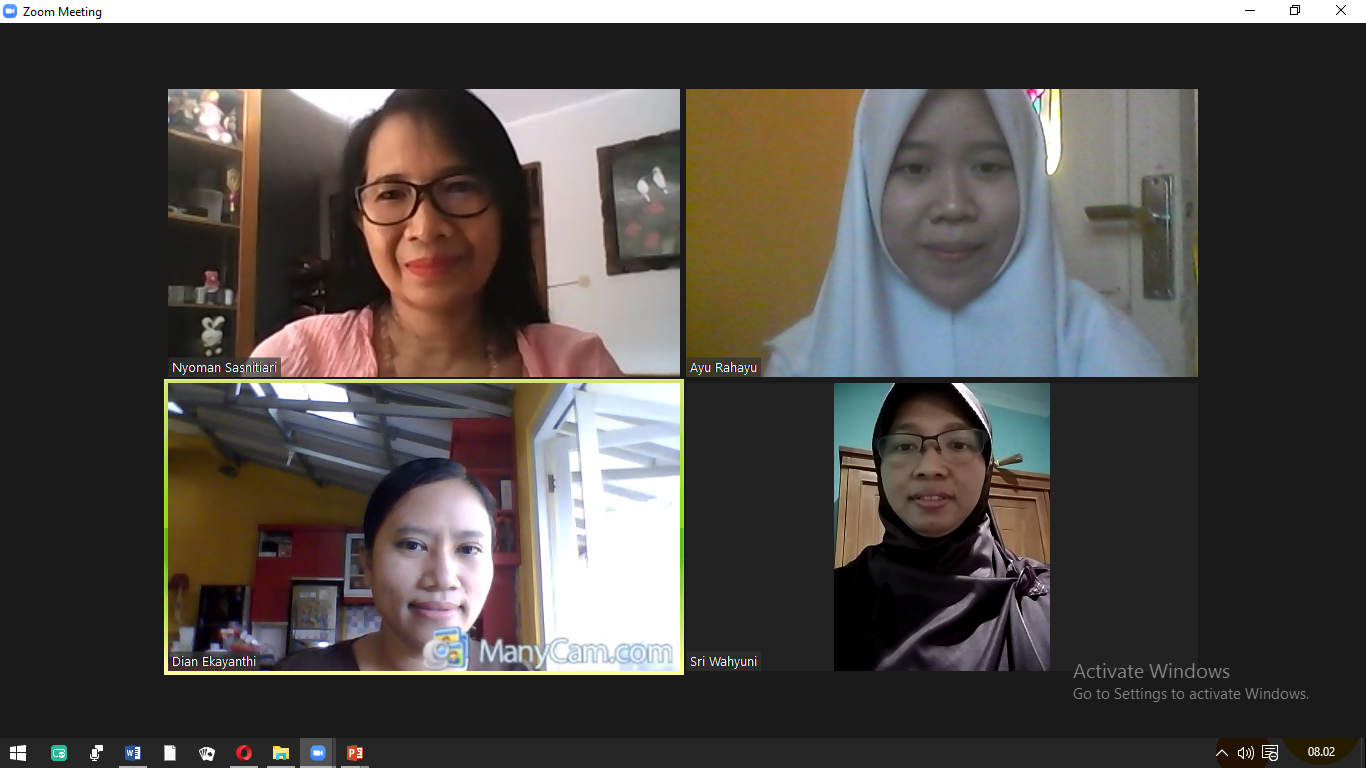 Zoom Meeting
Nyoman Sasnitiari
Ayu Rahayu
Dian Ekayanthi
ManyCam.com
Sri Wahyuni
Activate Windows
Go to Settings to activate Windows.
08.02